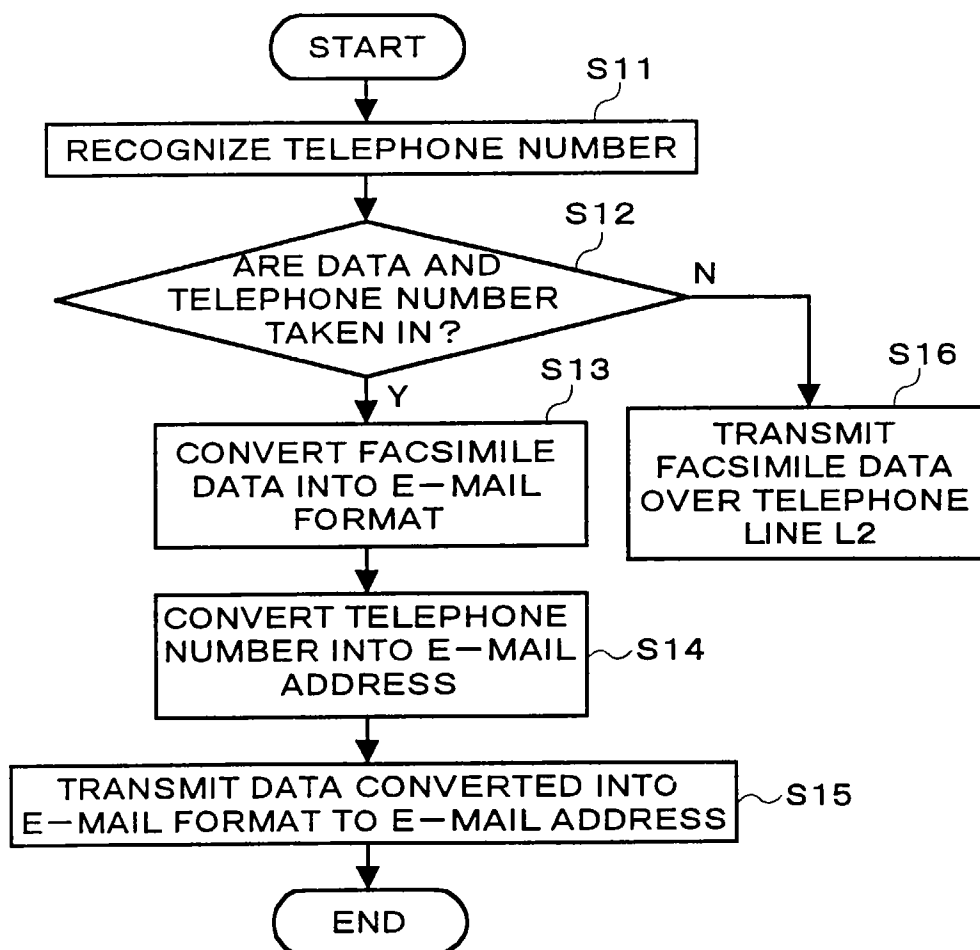 START
S11
RECOGNIZE TELEPHONE NUMBER
S12
ARE DATA AND
TELEPHONE NUMBER
TAKEN IN?
N
Y
S13
CONVERT FACSIMILE
DATA INTO E-MAIL
FORMAT
S16
TRANSMIT
FACSIMILE DATA
OVER TELEPHONE
LINE L2
CONVERT TELEPHONE
NUMBER INTO E-MAIL
ADDRESS
S14
TRANSMIT DATA CONVERTED INTO
E-MAIL FORMAT TO E-MAIL ADDRESS
S15
END